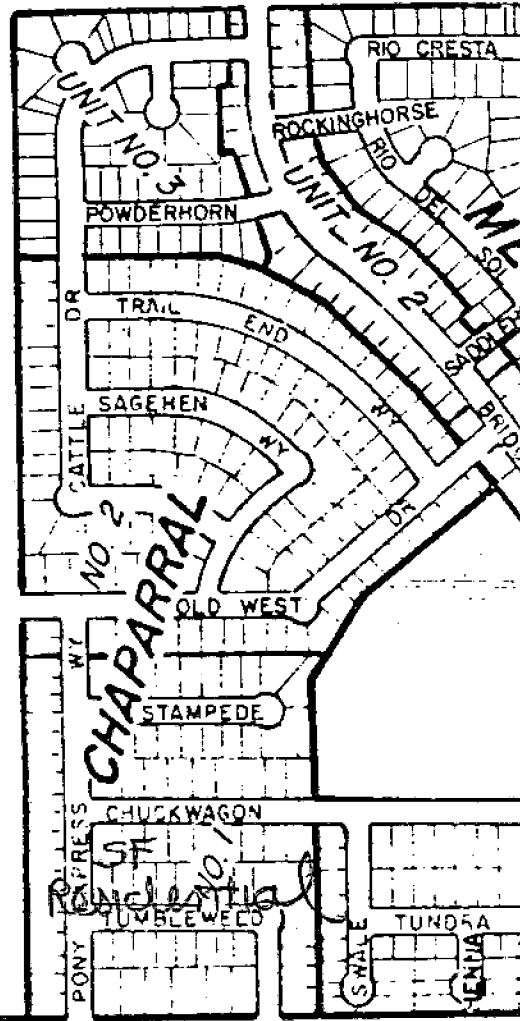 RIO CRESTA
UNIT NO. 3
ROCKINGHORSE
RIO DEL SOL
UNIT NO. 2
POWDERHORN
TRAIL END WY
CATTLE DR
SAGEHEN WY
DR
NO. 2
CHAPARRAL
OLD WEST
WY
STAMPEDE
CHUCKWAGON
SF
Residential
NO. 1
PONY EXPRESS
TUMBLEWEED
SWALE
TUNDRA